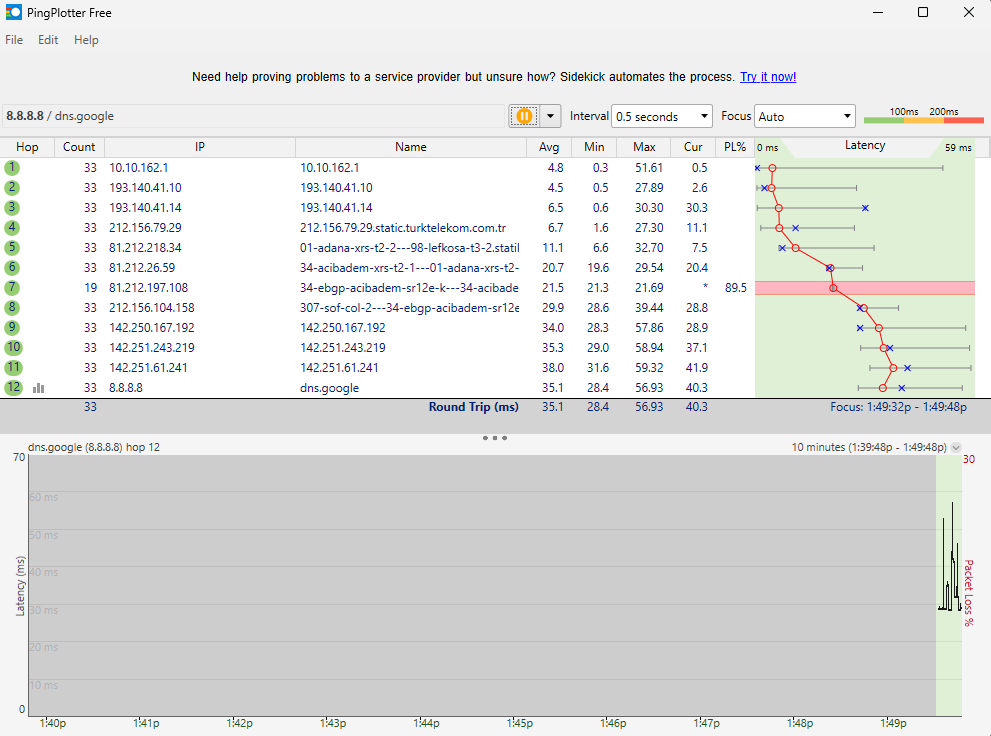 PingPlotter Free
File Edit Help
Need help proving problems to a service provider but unsure how? Sidekick automates the process. Try it now!
8.8.8.8 / dns.google Interval 0.5 seconds Focus Auto 100ms 200ms
Hop Count IP Name Avg Min Max Cur PL% 0 ms Latency 59 ms
1 33 10.10.162.1 10.10.162.1 4.8 0.3 51.61 0.5
2 33 193.140.41.10 193.140.41.10 4.5 0.5 27.89 2.6
3 33 193.140.41.14 193.140.41.14 6.5 0.6 30.30 30.3
4 33 212.156.79.29 212.156.79.29.static.turktelekom.com.tr 6.7 1.6 27.30 11.1
5 33 81.212.218.34 01-adana-xrs-t2-2---98-lefkosa-t3-2.statil 11.1 6.6 32.70 7.5
6 33 81.212.26.59 34-acibadem-xrs-t2-1---01-adana-xrs-t2- 20.7 19.6 29.54 20.4
7 19 81.212.197.108 34-ebgp-acibadem-sr12e-k---34-acibade 21.5 21.3 21.69 * 89.5
8 33 212.156.104.158 307-sof-col-2---34-ebgp-acibadem-sr12e 29.9 28.6 39.44 28.8
9 33 142.250.167.192 142.250.167.192 34.0 28.3 57.86 28.9
10 33 142.251.243.219 142.251.243.219 35.3 29.0 58.94 37.1
11 33 142.251.61.241 142.251.61.241 38.0 31.6 59.32 41.9
12 33 8.8.8.8 dns.google 35.1 28.4 56.93 40.3
33 Round Trip (ms) 35.1 28.4 56.93 40.3 Focus: 1:49:32p - 1:49:48p
dns.google (8.8.8.8) hop 12 10 minutes (1:39:48p - 1:49:48p)
70 30
60 ms
50 ms
40 ms
30 ms
20 ms
10 ms
0
Latency (ms)
Packet Loss %
1:40p 1:41p 1:42p 1:43p 1:44p 1:45p 1:46p 1:47p 1:48p 1:49p